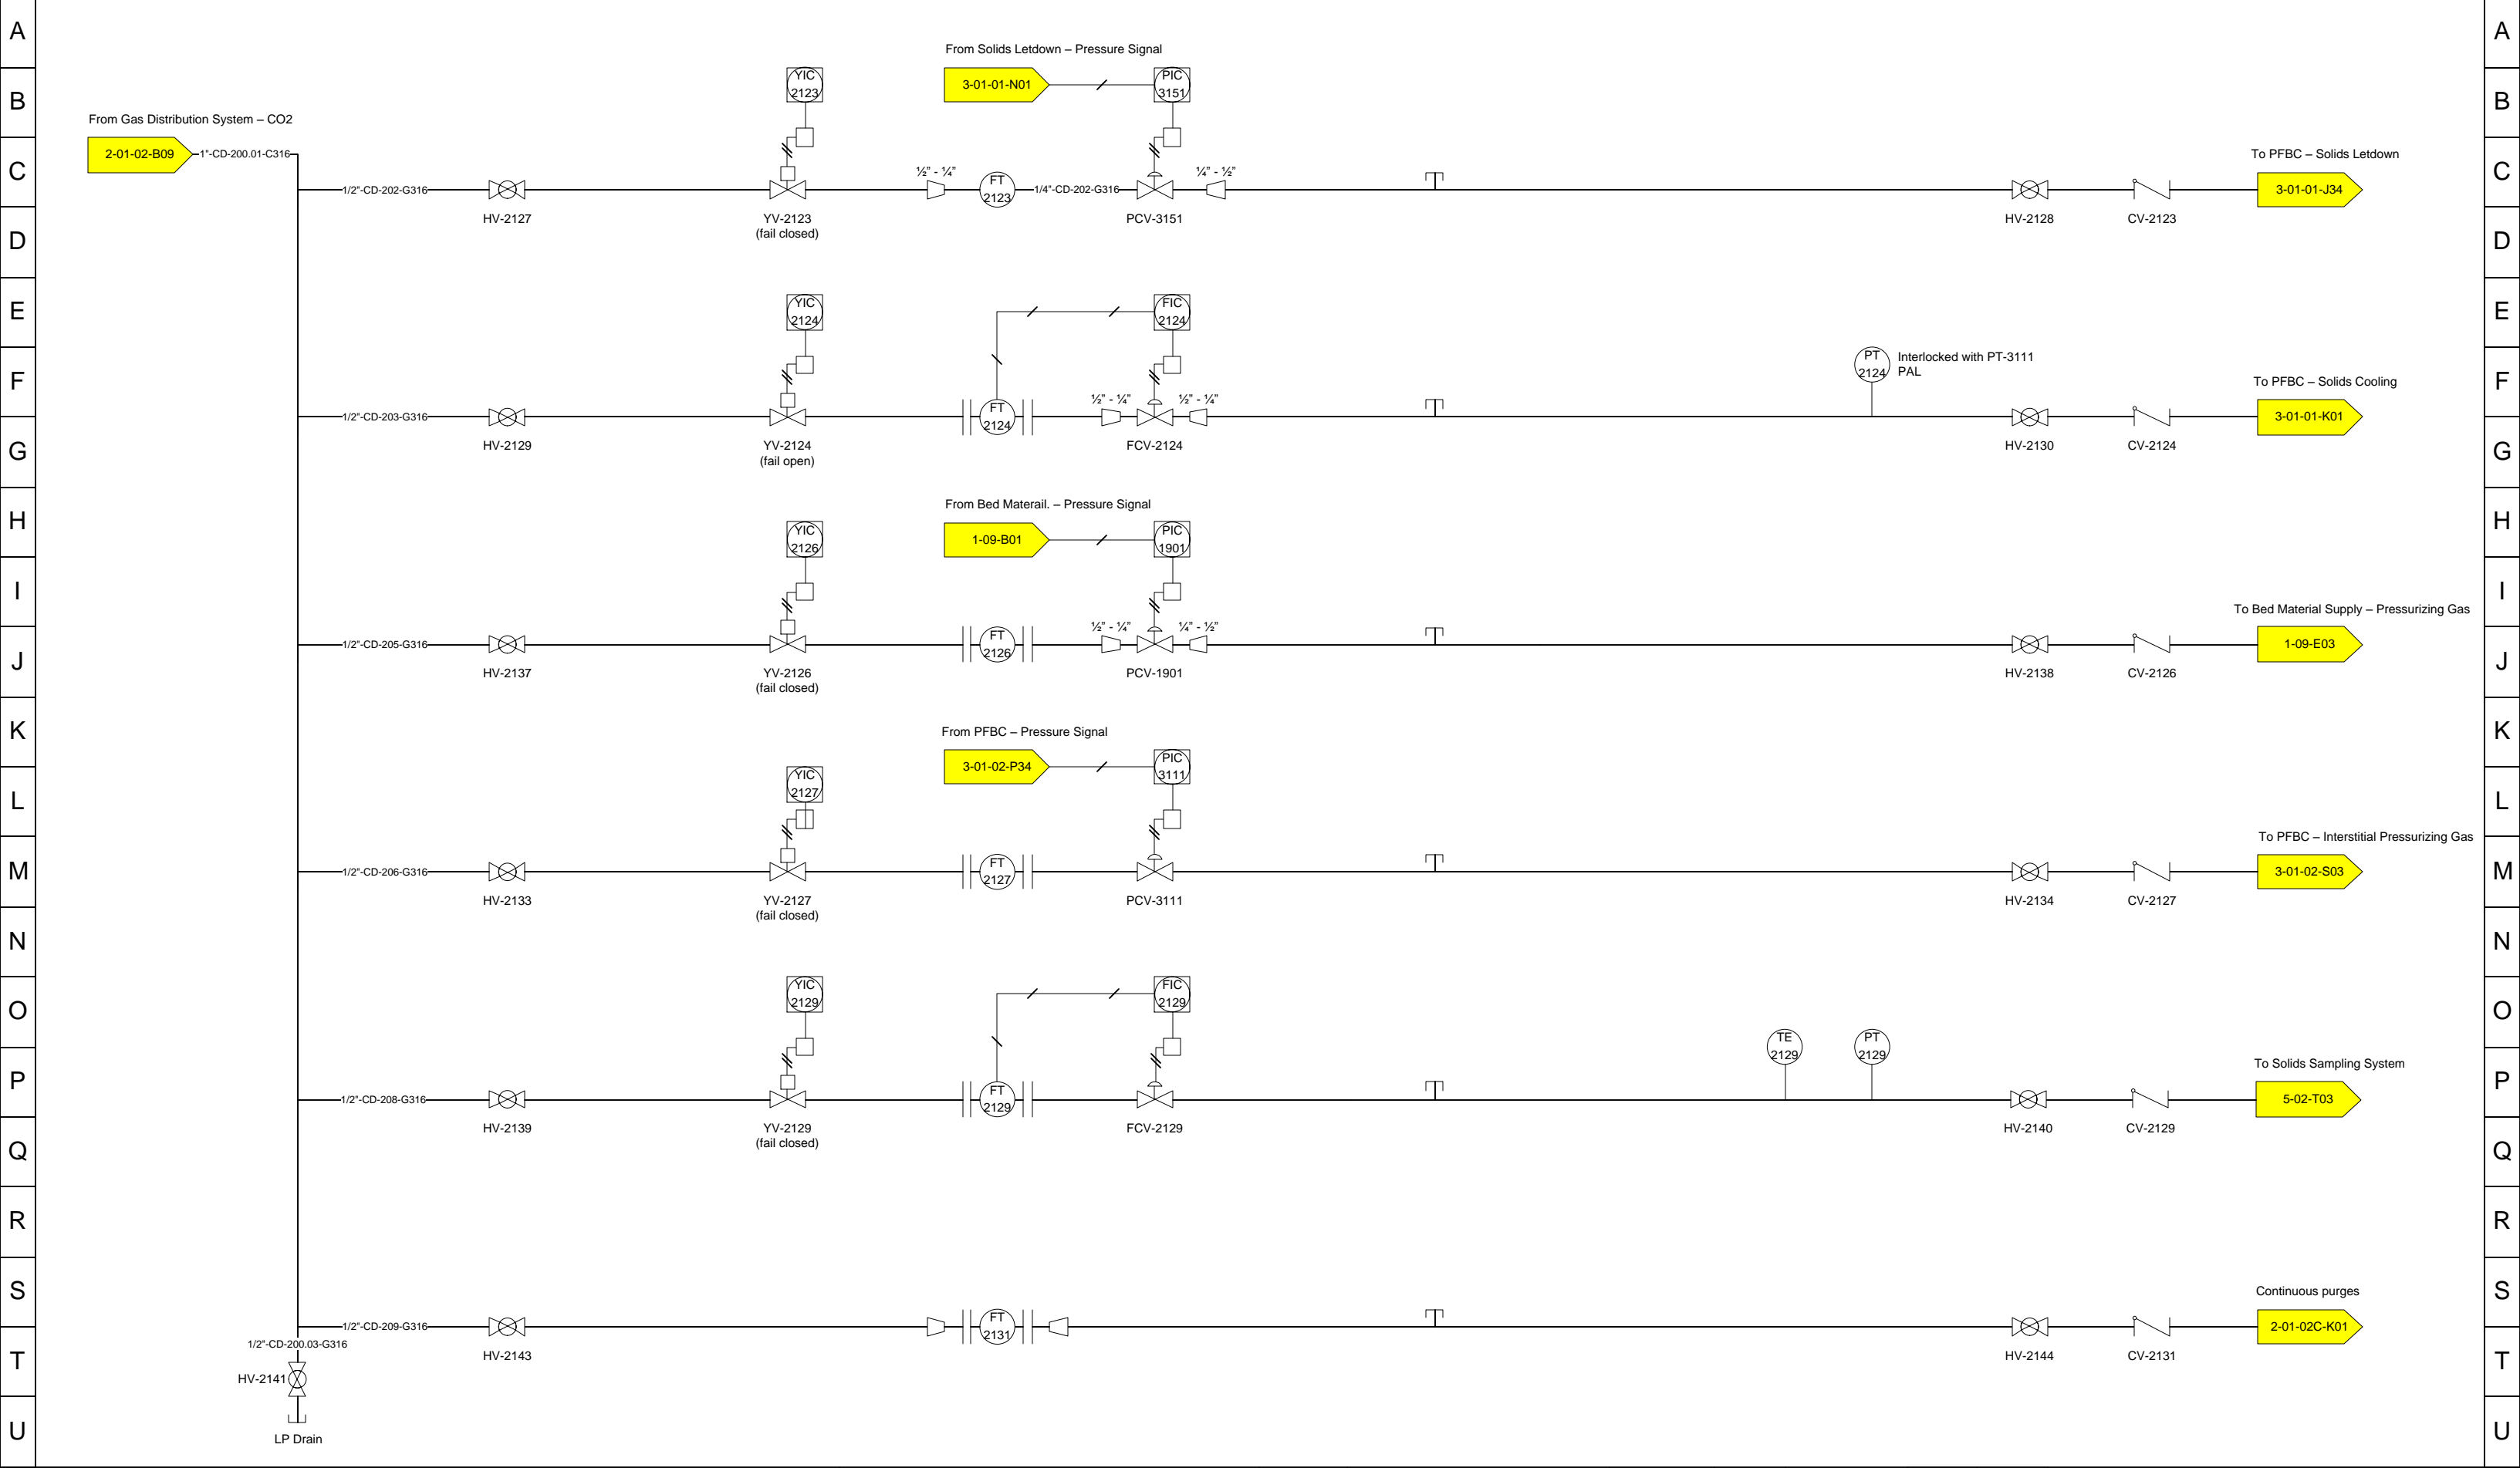 A
A
From Solids Letdown – Pressure Signal
B
YIC
2123
3-01-01-N01
PIC
3151
B
From Gas Distribution System – CO2
C
2-01-02-B09
1"-CD-200.01-C316
To PFBC – Solids Letdown
C
½” - ¼”
¼” - ½”
1/2"-CD-202-G316
FT
2123
1/4"-CD-202-G316
3-01-01-J34
HV-2127
YV-2123
(fail closed)
PCV-3151
HV-2128
CV-2123
D
D
E
YIC
2124
FIC
2124
E
F
PT
2124
Interlocked with PT-3111
PAL
To PFBC – Solids Cooling
F
½” - ¼”
½” - ¼”
1/2"-CD-203-G316
FT
2124
3-01-01-K01
HV-2129
YV-2124
(fail open)
FCV-2124
HV-2130
CV-2124
G
G
From Bed Materail. – Pressure Signal
H
YIC
2126
1-09-B01
PIC
1901
H
I
To Bed Material Supply – Pressurizing Gas
I
½” - ¼”
¼” - ½”
J
1/2"-CD-205-G316
FT
2126
1-09-E03
J
HV-2137
YV-2126
(fail closed)
PCV-1901
HV-2138
CV-2126
K
From PFBC – Pressure Signal
K
3-01-02-P34
PIC
3111
L
YIC
2127
L
To PFBC – Interstitial Pressurizing Gas
M
1/2"-CD-206-G316
FT
2127
3-01-02-S03
M
HV-2133
YV-2127
(fail closed)
PCV-3111
HV-2134
CV-2127
N
N
O
YIC
2129
FIC
2129
O
TE
2129
PT
2129
To Solids Sampling System
P
1/2"-CD-208-G316
FT
2129
5-02-T03
P
HV-2139
YV-2129
(fail closed)
FCV-2129
HV-2140
CV-2129
Q
Q
R
R
S
Continuous purges
S
1/2"-CD-209-G316
FT
2131
2-01-02C-K01
1/2"-CD-200.03-G316
HV-2143
HV-2144
CV-2131
T
HV-2141
T
U
LP Drain
U